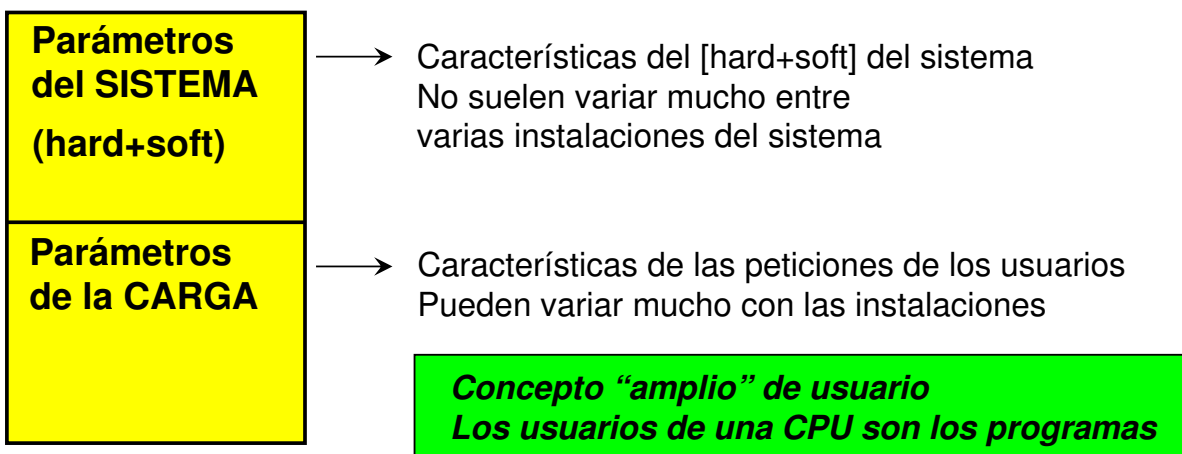 Parámetros
del SISTEMA
(hard+soft)
Características del [hard+soft] del sistema
No suelen variar mucho entre
varias instalaciones del sistema
Parámetros
de la CARGA
Características de las peticiones de los usuarios
Pueden variar mucho con las instalaciones
Concepto “amplio” de usuario
Los usuarios de una CPU son los programas